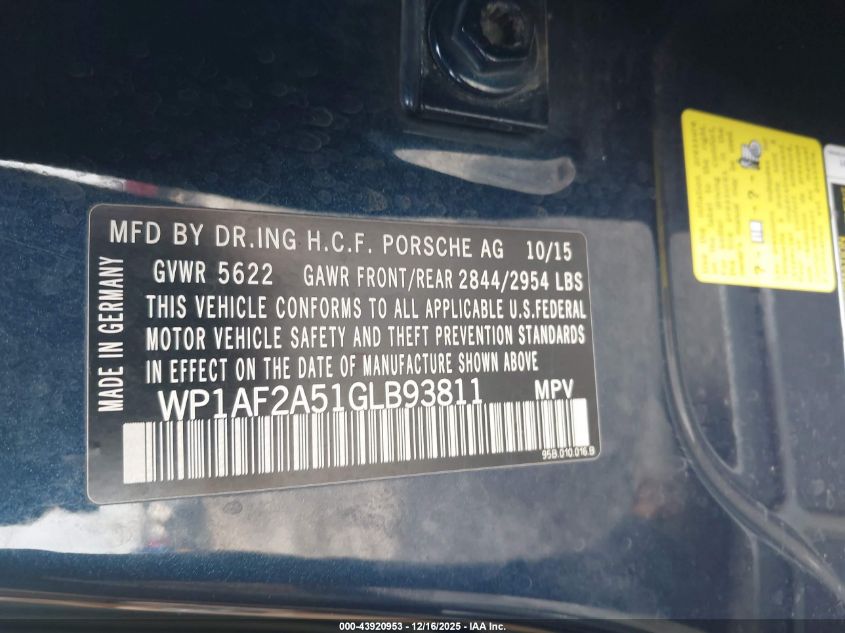 MFD BY DR.ING H.C.F. PORSCHE AG 10/15
GVWR 5622 GAWR FRONT/REAR 2844/2954 LBS
THIS VEHICLE CONFORMS TO ALL APPLICABLE U.S.FEDERAL
MOTOR VEHICLE SAFETY AND THEFT PREVENTION STANDARDS
IN EFFECT ON THE DATE OF MANUFACTURE SHOWN ABOVE
WP1AF2A51GLB93811 MPV
95B.010.016.B
MADE IN GERMANY
000-43920953 - 12/16/2025 - IAA Inc.